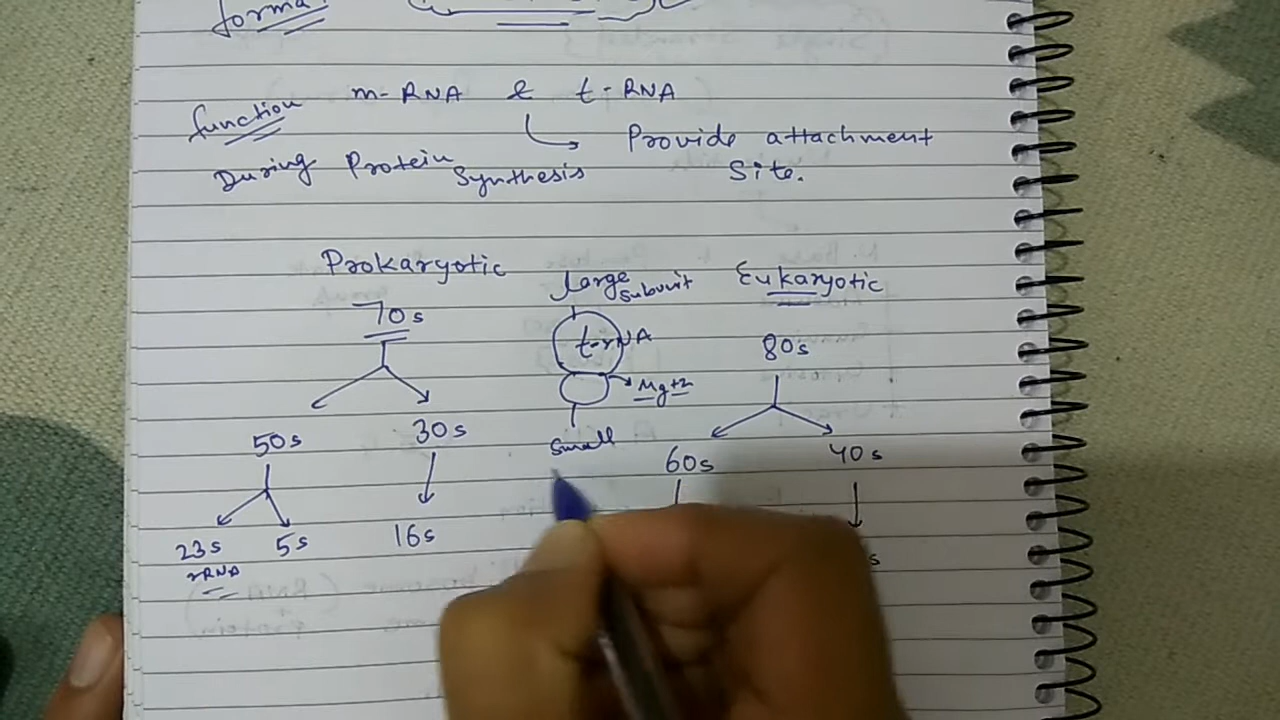 format
function m-RNA & t-RNA
Provide attachment
During Protein Synthesis Site.
Prokaryotic Large subunit Eukaryotic
70s t-rNA 80s
Mg+2
50s 30s Small 60s 40s
23s 5s 16s s
rRNA